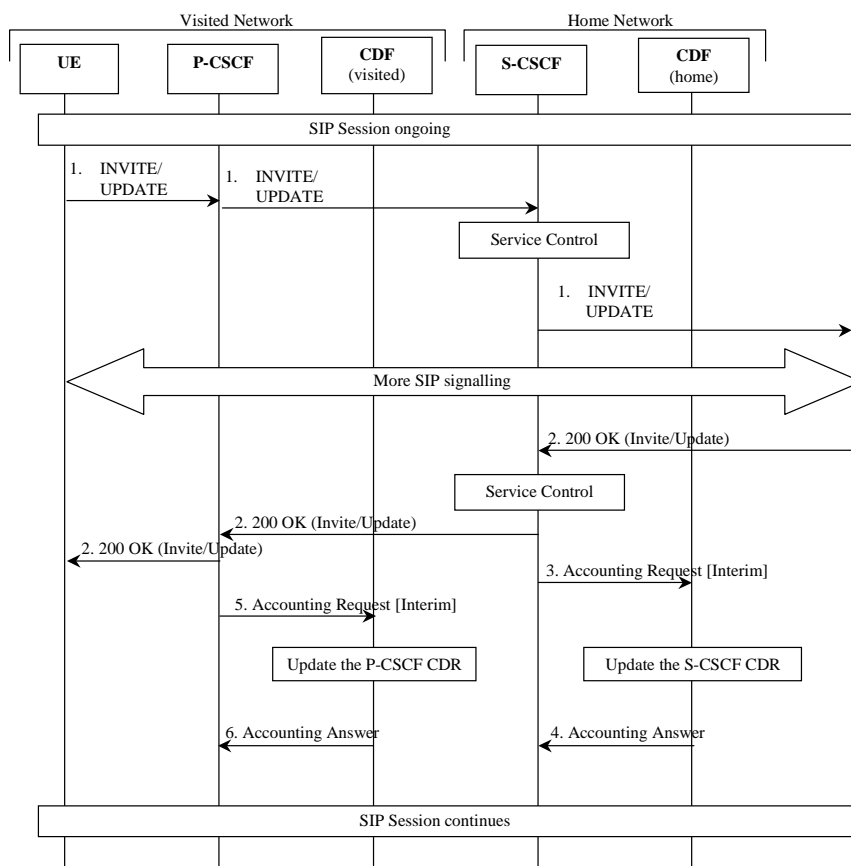 Visited Network
Home Network
UE
P-CSCF
CDF
(visited)
S-CSCF
CDF
(home)
SIP Session ongoing
1. INVITE/
UPDATE
1. INVITE/
UPDATE
Service Control
1. INVITE/
UPDATE
More SIP signalling
2. 200 OK (Invite/Update)
Service Control
2. 200 OK (Invite/Update)
2. 200 OK (Invite/Update)
3. Accounting Request [Interim]
5. Accounting Request [Interim]
Update the P-CSCF CDR
Update the S-CSCF CDR
6. Accounting Answer
4. Accounting Answer
SIP Session continues